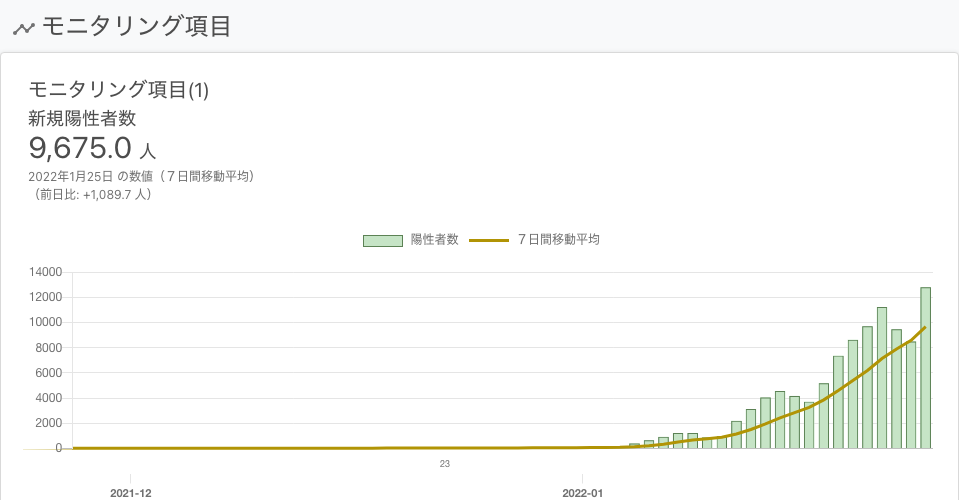 モニタリング項目
モニタリング項目(1)
新規陽性者数
9,675.0 人
2022年1月25日 の数値（７日間移動平均）
（前日比: +1,089.7 人）
陽性者数 ７日間移動平均
14000
12000
10000
8000
6000
4000
2000
0
23
2021-12 2022-01